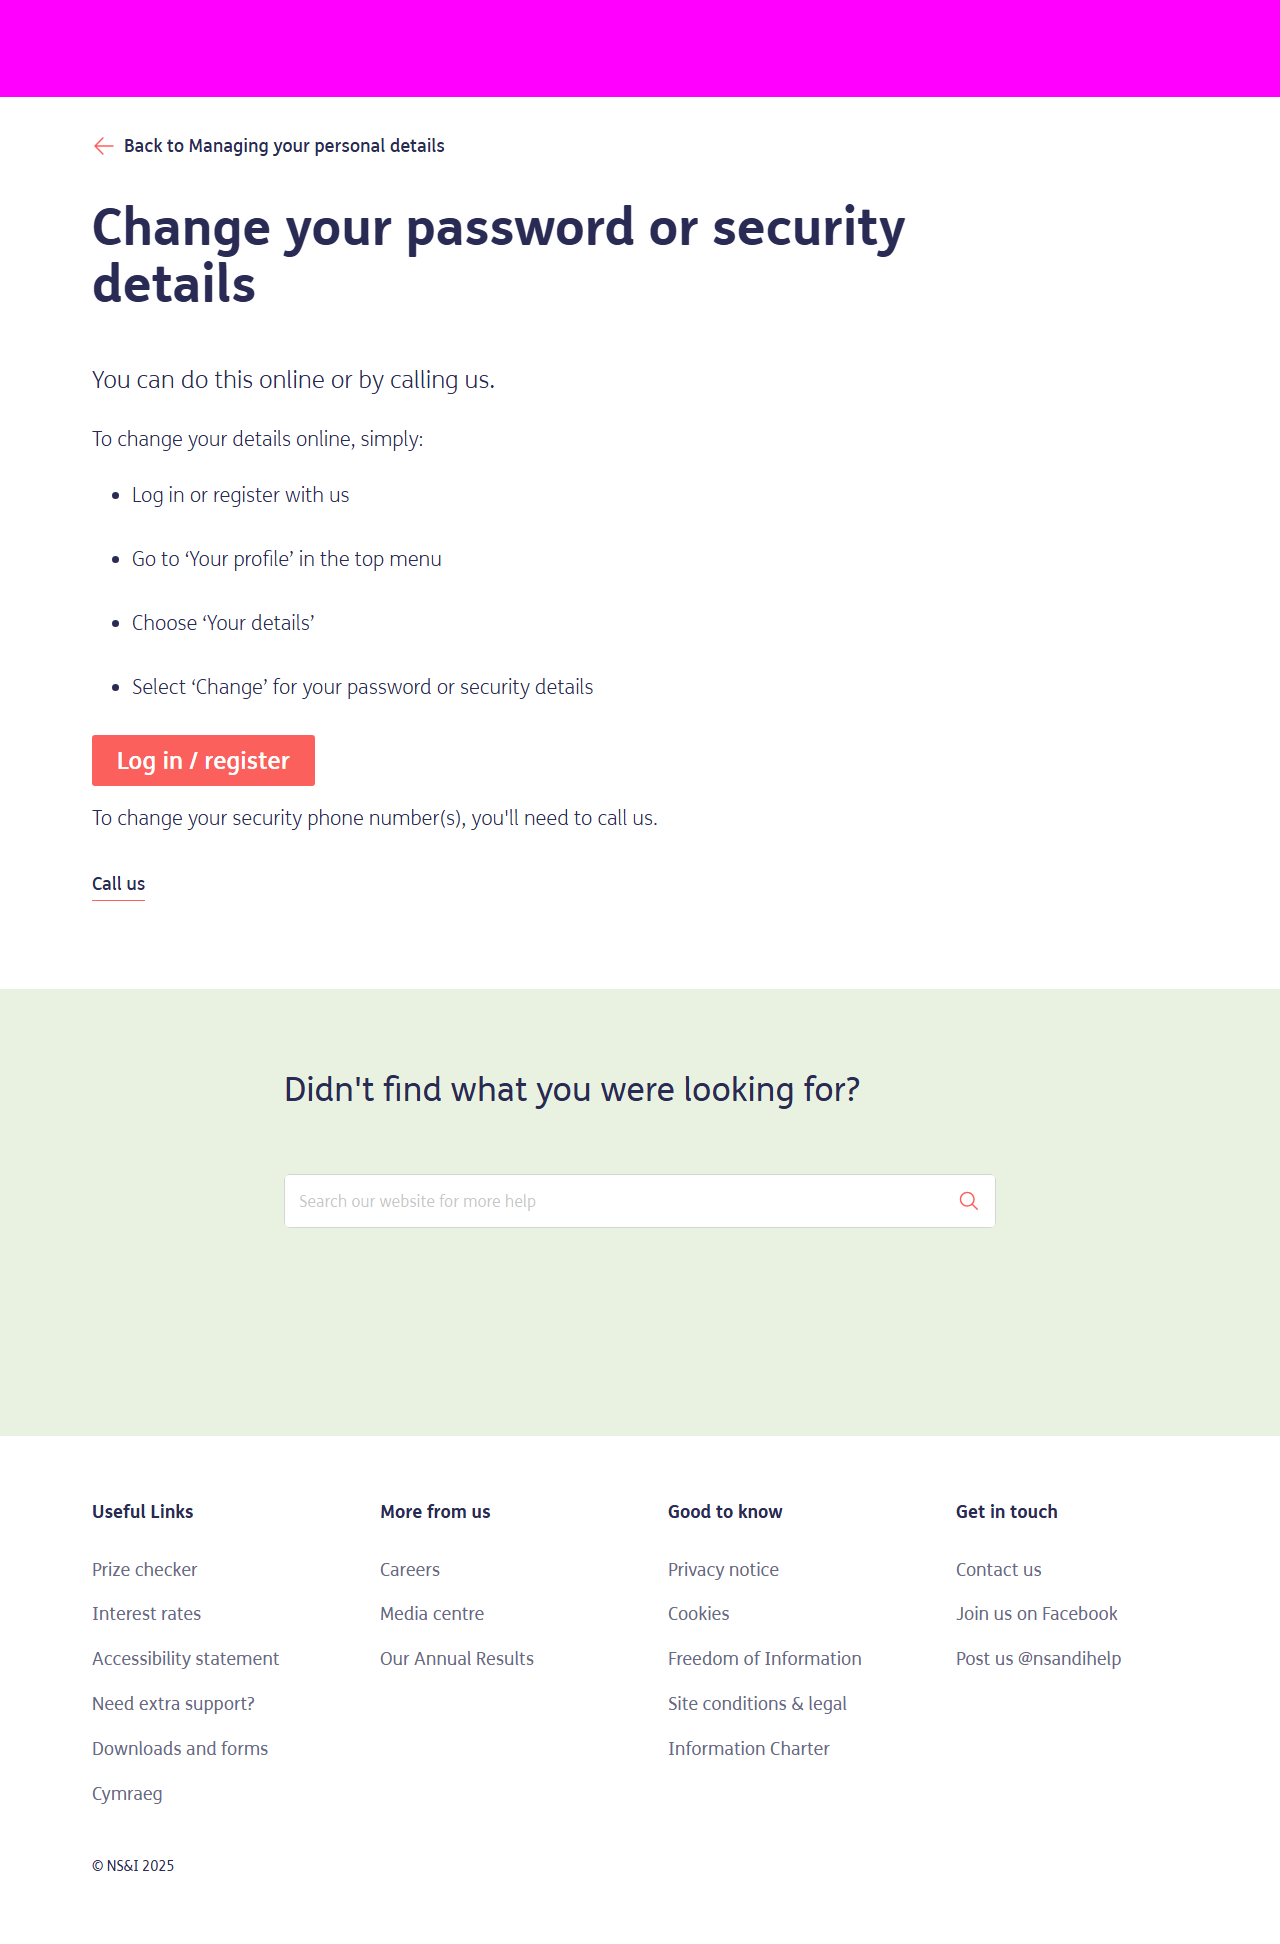 Back to Managing your personal details
Change your password or security
details
You can do this online or by calling us.
To change your details online, simply:
• Log in or register with us
• Go to ‘Your profile’ in the top menu
• Choose ‘Your details’
• Select ‘Change’ for your password or security details
Log in / register
To change your security phone number(s), you'll need to call us.
Call us
Didn't find what you were looking for?
Search our website for more help
Useful Links
Prize checker
Interest rates
Accessibility statement
Need extra support?
Downloads and forms
Cymraeg
More from us
Careers
Media centre
Our Annual Results
Good to know
Privacy notice
Cookies
Freedom of Information
Site conditions & legal
Information Charter
Get in touch
Contact us
Join us on Facebook
Post us @nsandihelp
© NS&I 2025